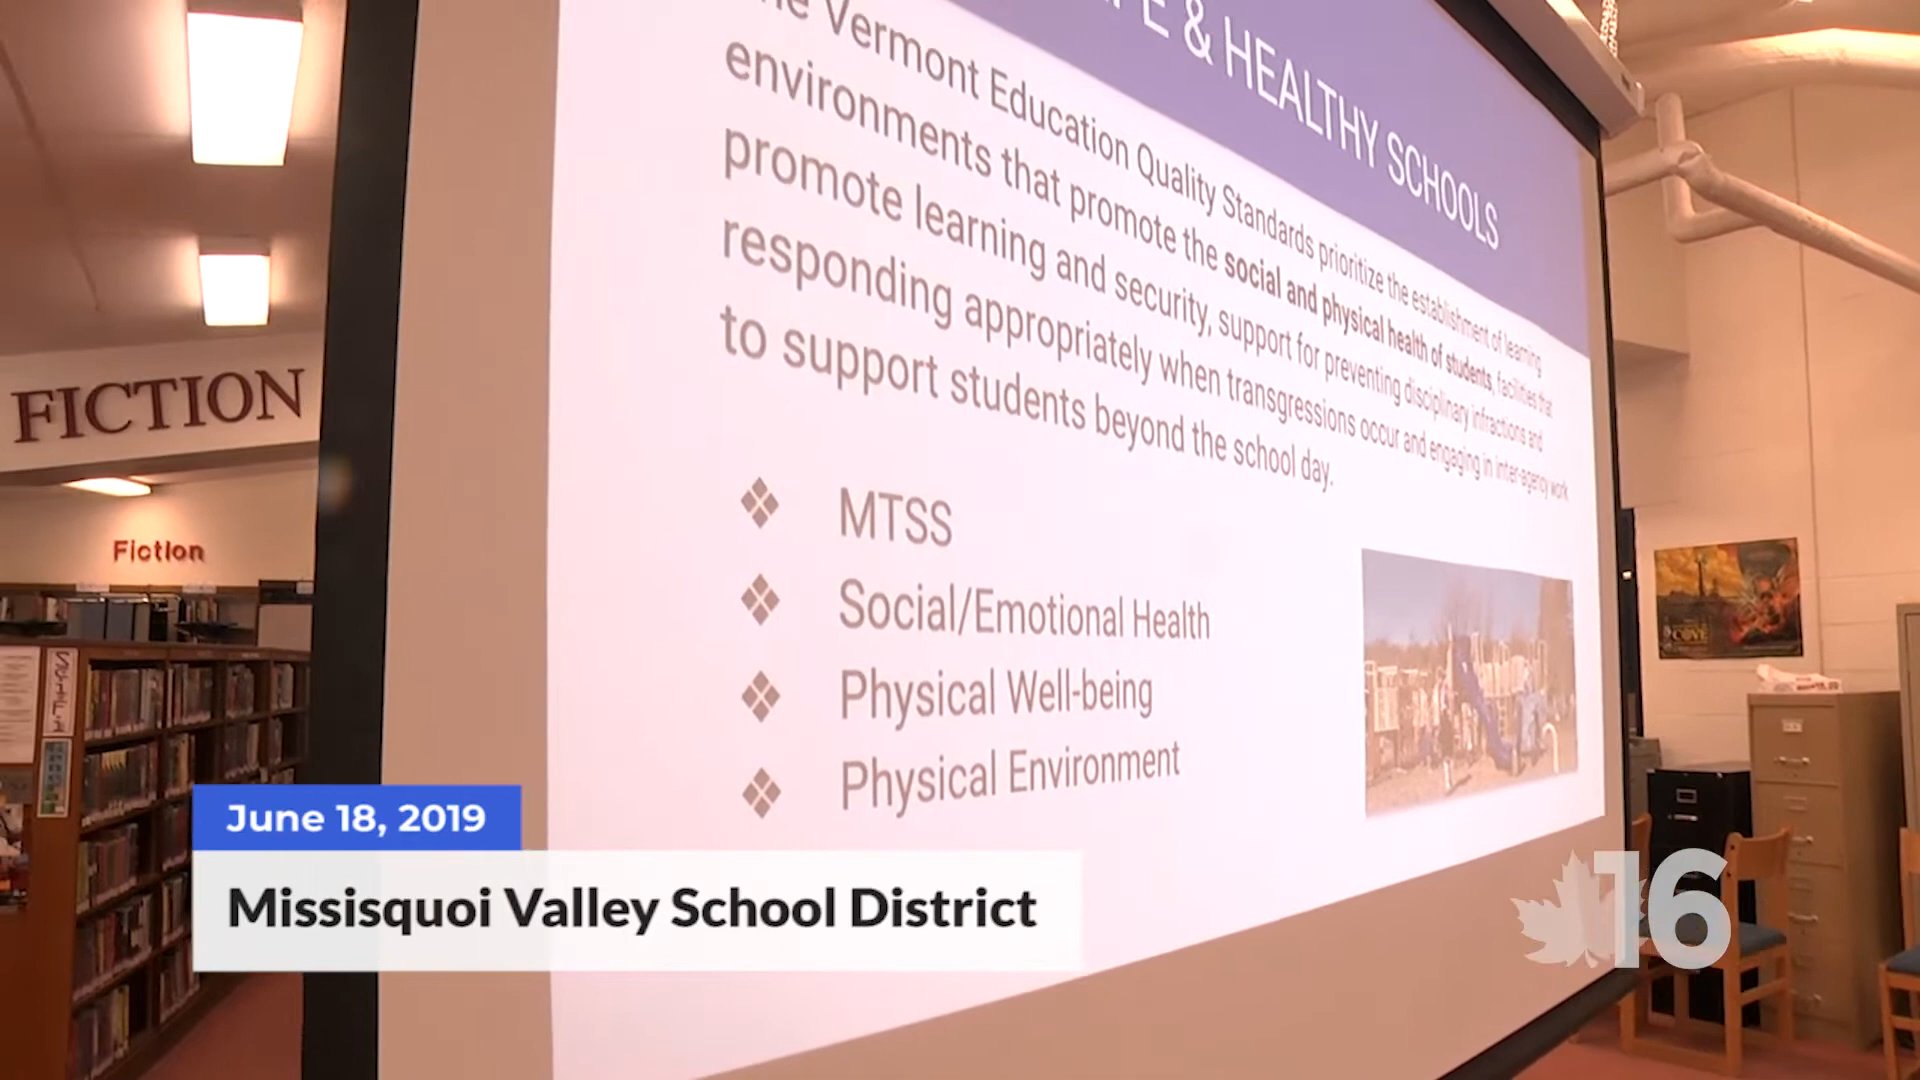 & HEALTHY SCHOOLS
Vermont Education Quality Standards prioritize the establishment of learning
environments that promote the social and physical health of students, facilities that
promote learning and security, support for preventing disciplinary infractions and
responding appropriately when transgressions occur and engaging in inter-agency work
to support students beyond the school day.
❖ MTSS
❖ Social/Emotional Health
❖ Physical Well-being
❖ Physical Environment
FICTION
Fiction
COVE
June 18, 2019
Missisquoi Valley School District
16